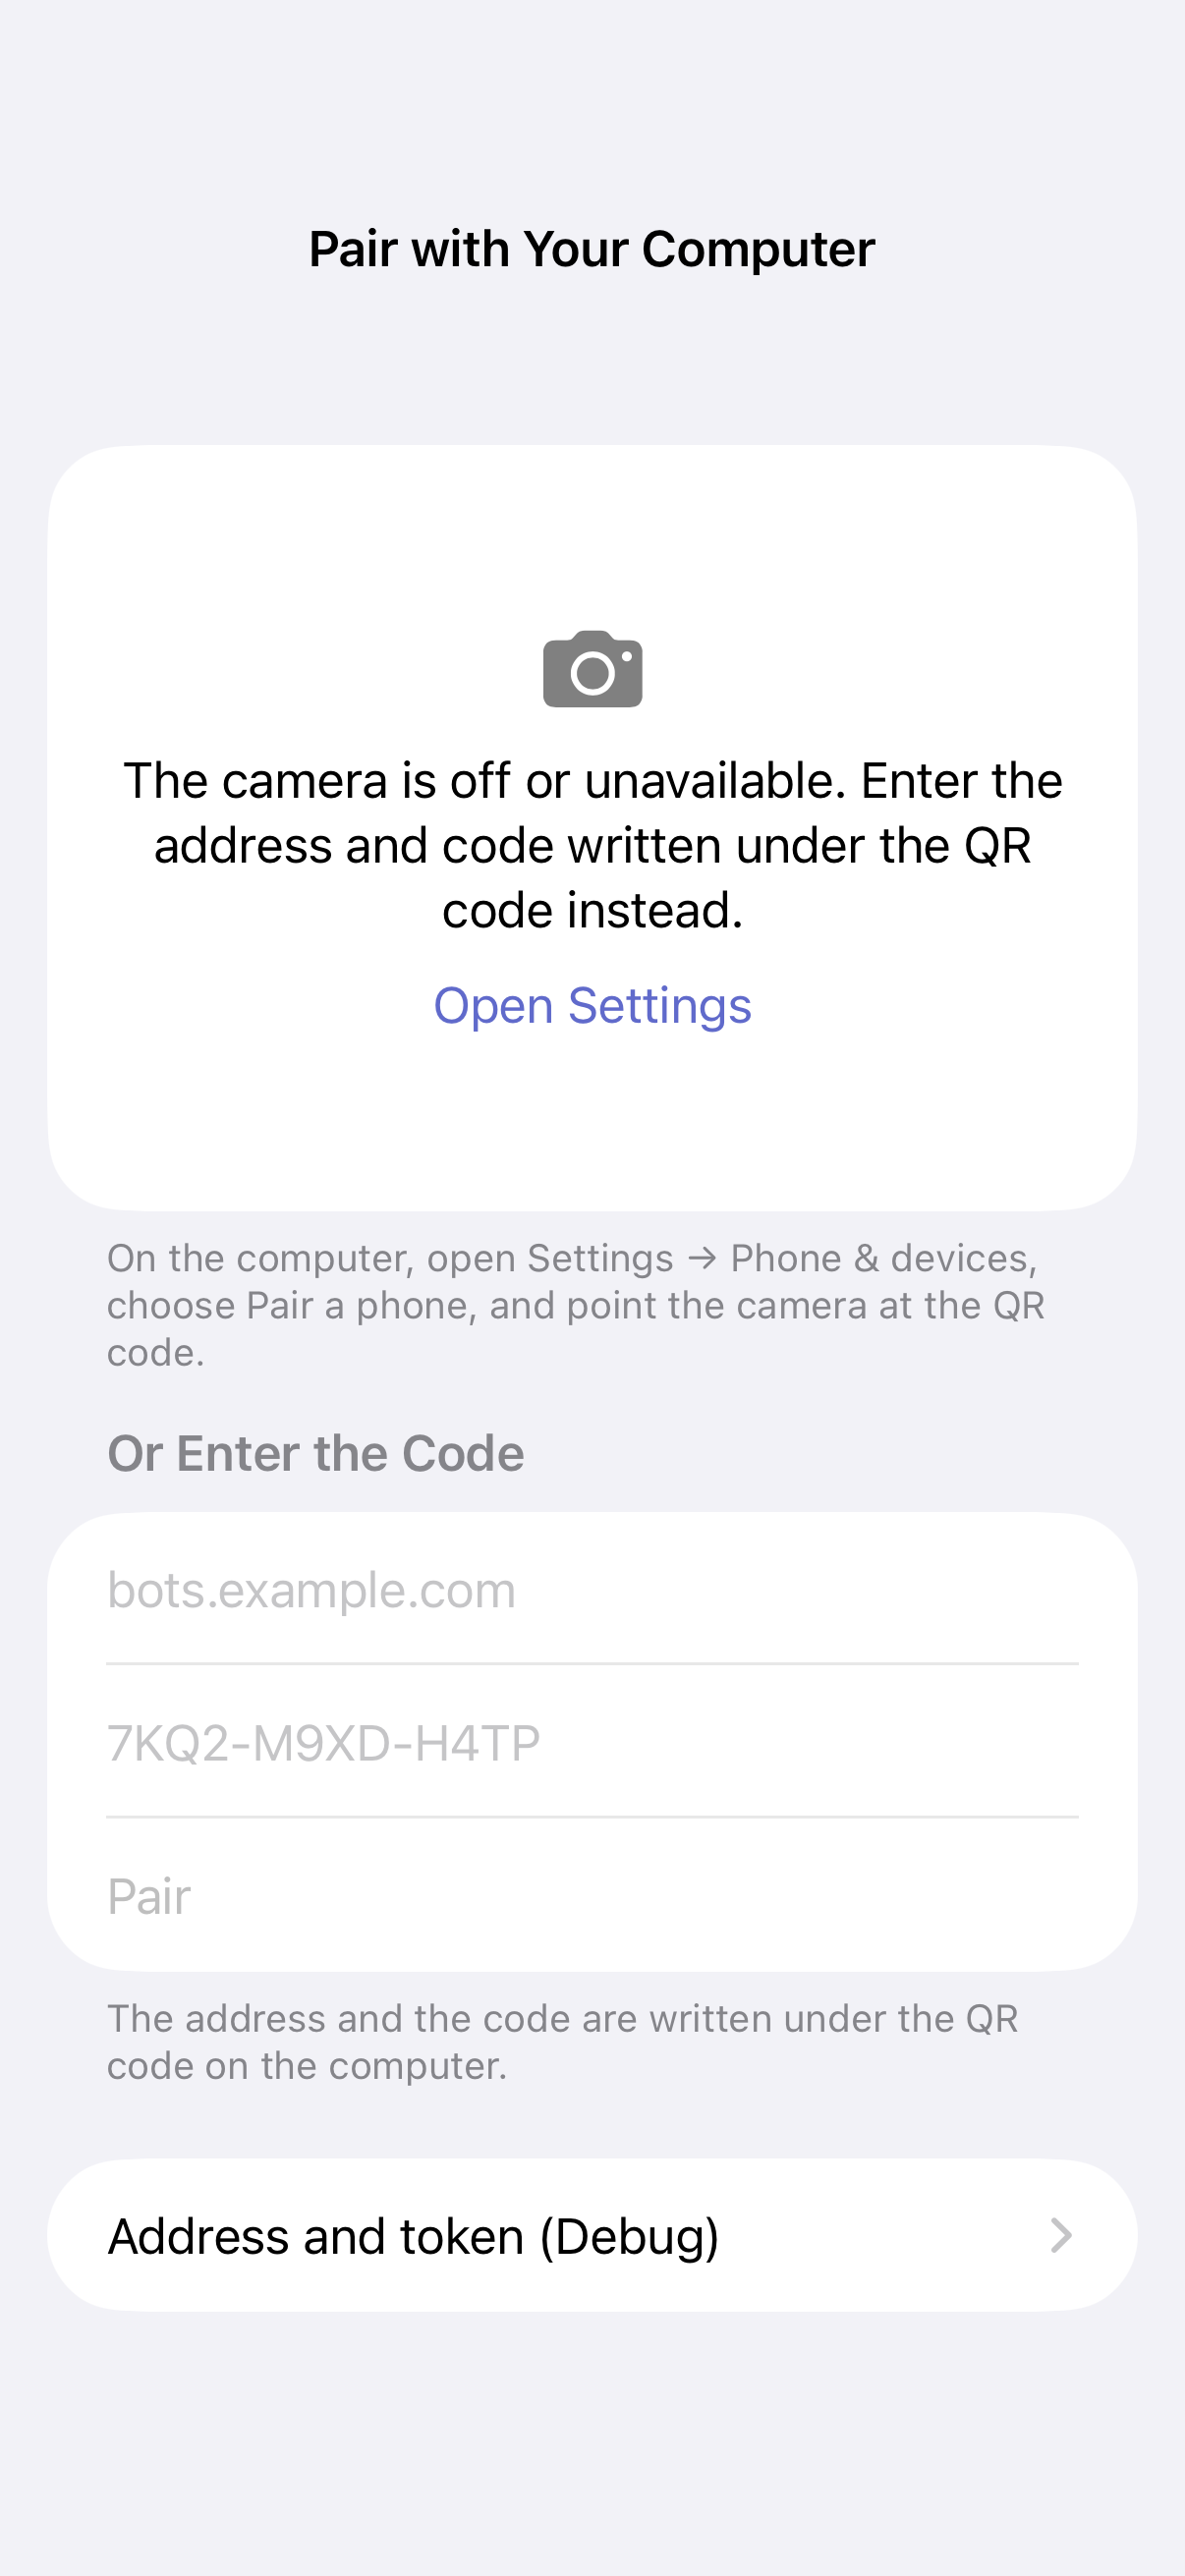 Pair with Your Computer
The camera is off or unavailable. Enter the
address and code written under the QR
code instead.
Open Settings
On the computer, open Settings → Phone & devices,
choose Pair a phone, and point the camera at the QR
code.
Or Enter the Code
bots.example.com
7KQ2-M9XD-H4TP
Pair
The address and the code are written under the QR
code on the computer.
Address and token (Debug)